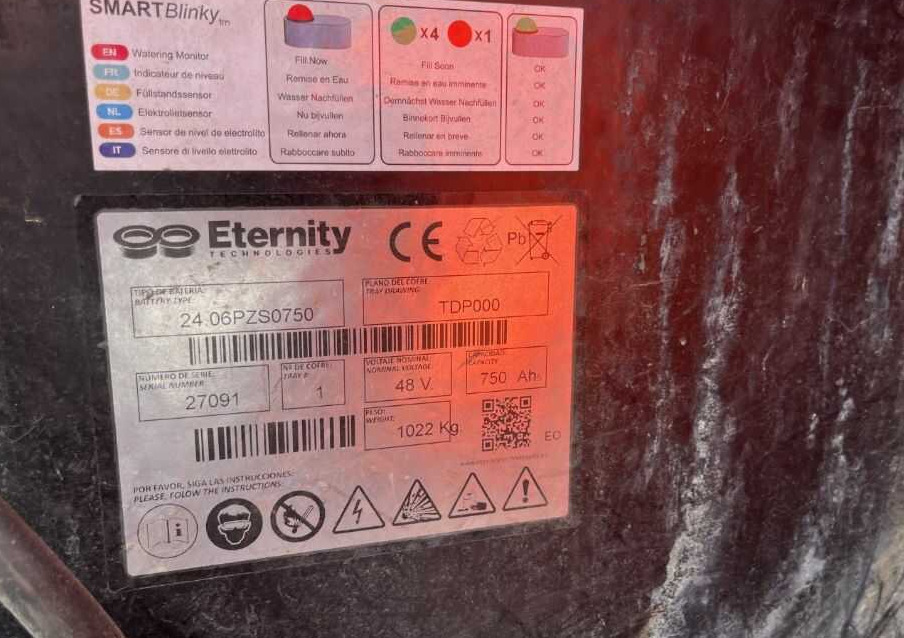 SMARTBlinky tm
EN Watering Monitor
FR Indicateur de niveau
DE Füllstandssensor
NL Elektrolietsensor
ES Sensor de nivel de electrolito
IT Sensore di livello elettrolito
Fill Now
Remise en Eau
Wasser Nachfüllen
Nu bijvullen
Rellenar ahora
Rabboccare subito
x4 x1
Fill Soon
Remise en eau imminente
Demnächst Wasser Nachfüllen
Binnekort Bijvullen
Rellenar en breve
Rabboccare imminente
OK
OK
OK
OK
OK
OK
Eternity
TECHNOLOGIES
CE
Pb
TIPO DE BATERIA:
BATTERY TYPE:
24 06PZS0750
PLANO DEL COFRE
TRAY DRAWING:
TDP000
NÚMERO DE SERIE:
SERIAL NUMBER
27091
Nº DE COFRE:
TRAY #
1
VOLTAJE NOMINAL
NOMINAL VOLTAGE
48 V.
CAPACIDAD
CAPACITY
750 Ah.
PESO:
WEIGHT:
1022 Kg
EO
POR FAVOR, SIGA LAS INSTRUCCIONES:
PLEASE, FOLOW THE INSTRUCTIONS: